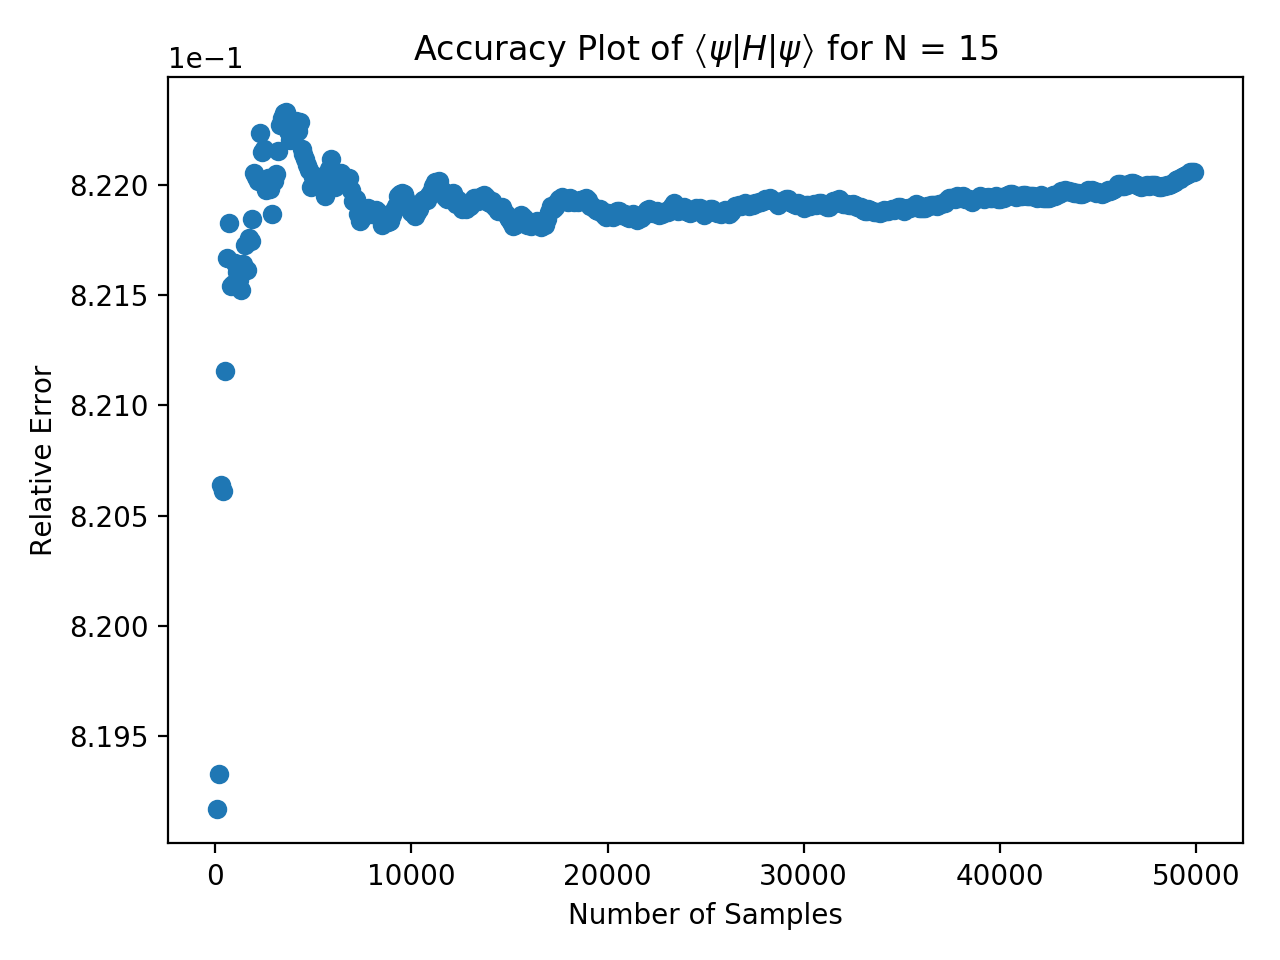 Accuracy Plot of ⟨ψ|H|ψ⟩ for N = 15
1e−1
8.220
8.215
8.210
8.205
8.200
8.195
Relative Error
0 10000 20000 30000 40000 50000
Number of Samples